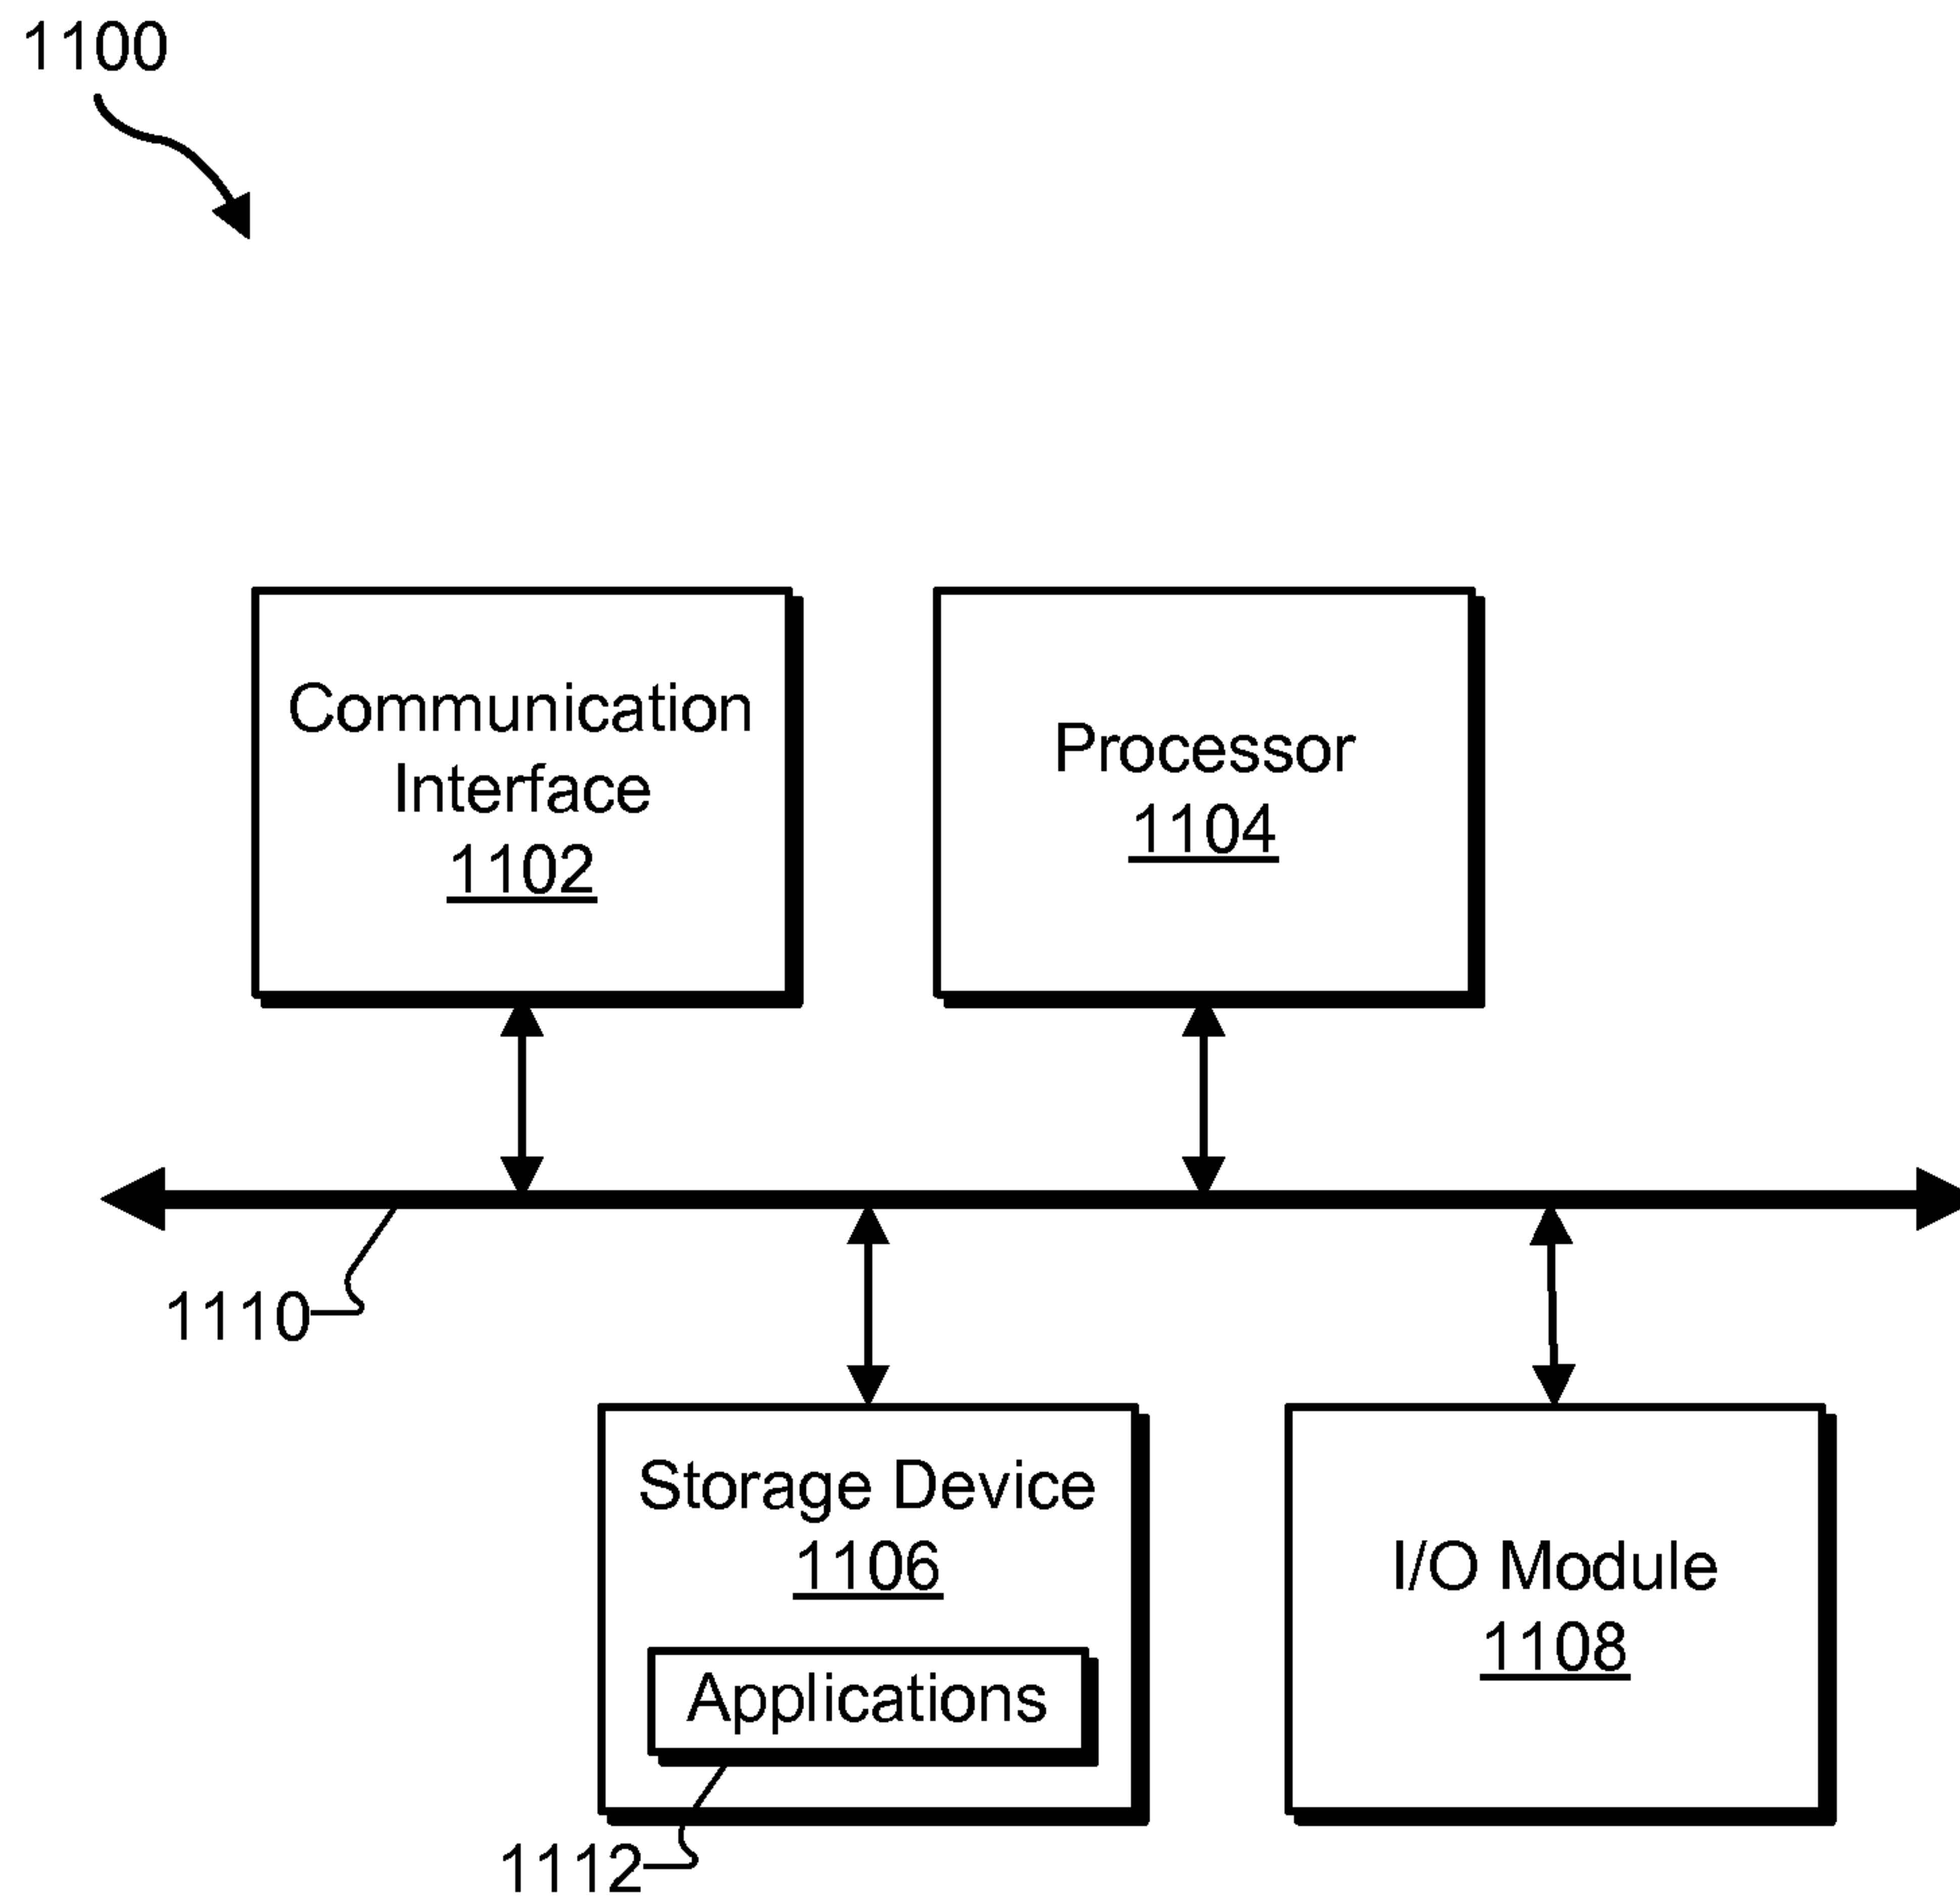 1100
Communication
Interface
1102
Processor
1104
1110
Storage Device
1106
Applications
1112
I/O Module
1108